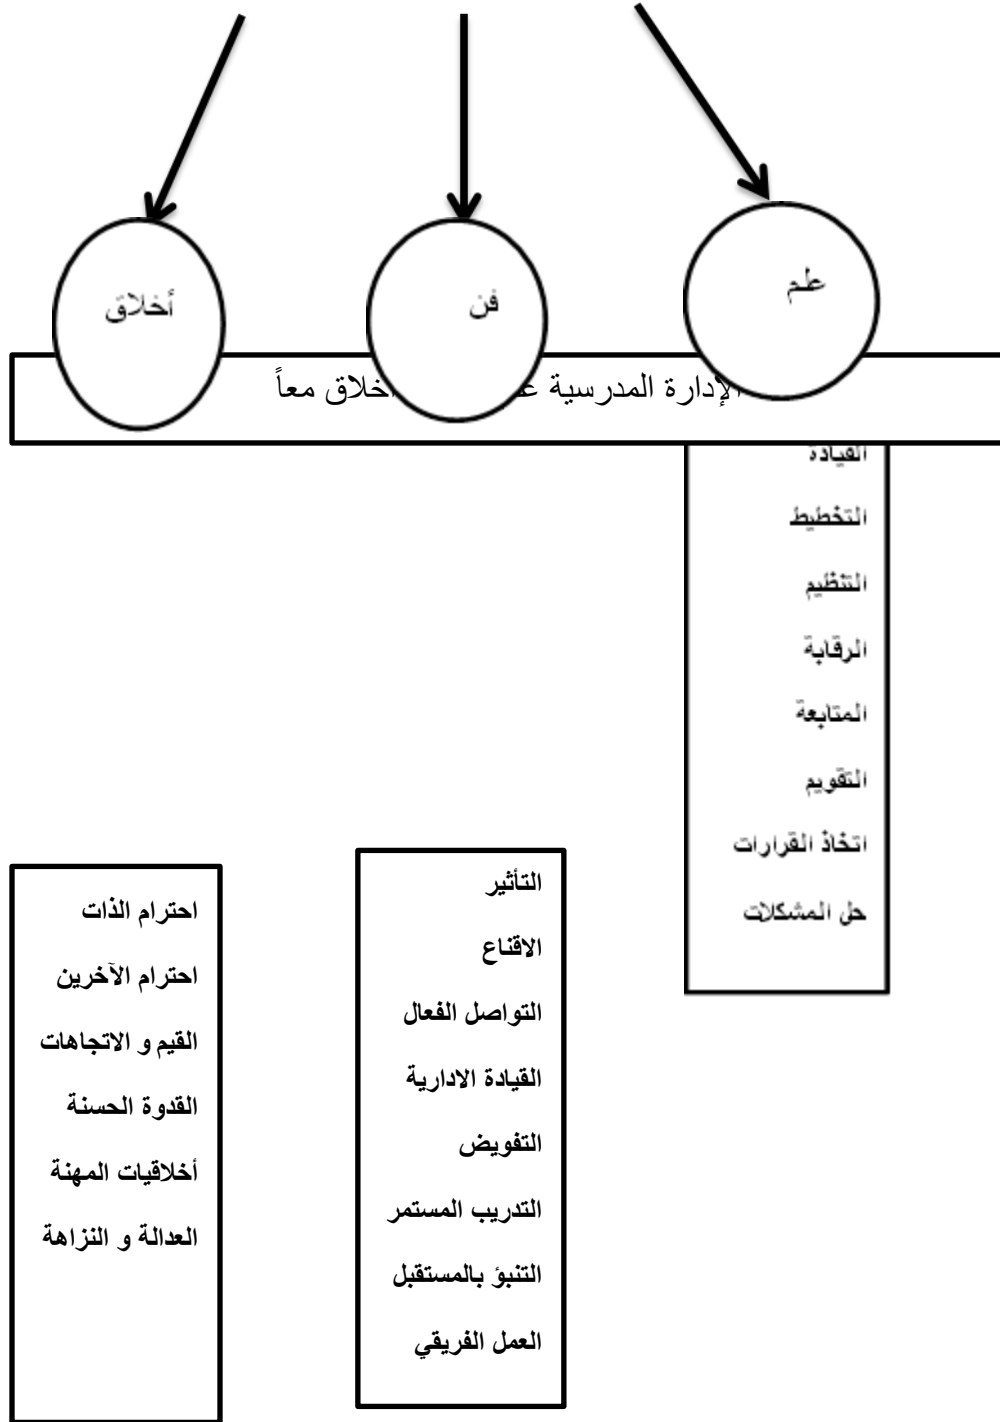 علم
فن
أخلاق
الإدارة المدرسية
معاً
القيادة
التخطيط
التنظيم
الرقابة
المتابعة
التقويم
اتخاذ القرارات
حل المشكلات
التأثير
الاقناع
التواصل الفعال
القيادة الادارية
التفويض
التدريب المستمر
التنبؤ بالمستقبل
العمل الفريقي
احترام الذات
احترام الآخرين
القيم و الاتجاهات
القدوة الحسنة
أخلاقيات المهنة
العدالة و النزاهة